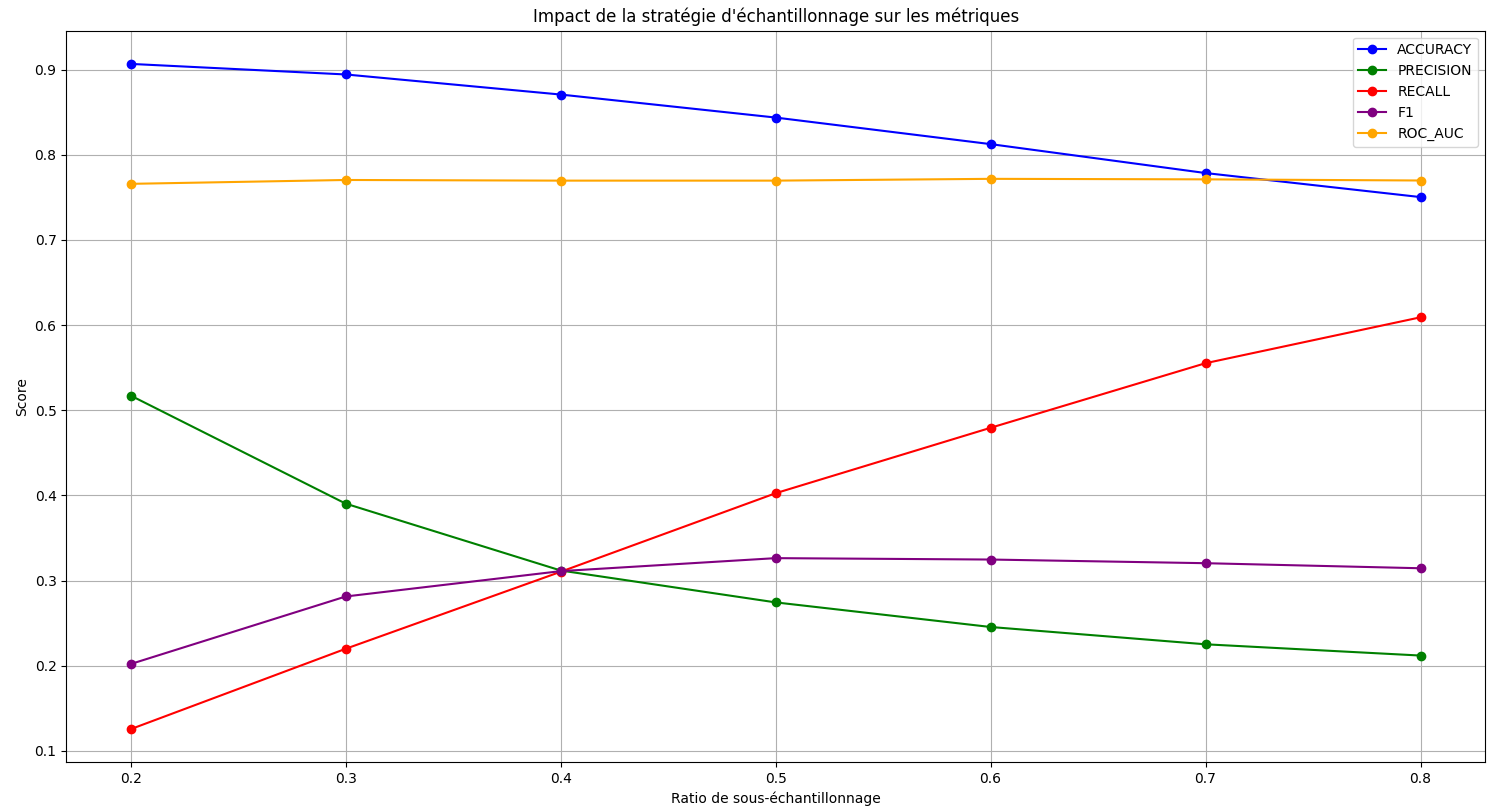 Impact de la stratégie d'échantillonnage sur les métriques
ACCURACY
PRECISION
RECALL
F1
ROC_AUC
Score
0.9
0.8
0.7
0.6
0.5
0.4
0.3
0.2
0.1
0.2 0.3 0.4 0.5 0.6 0.7 0.8
Ratio de sous-échantillonnage